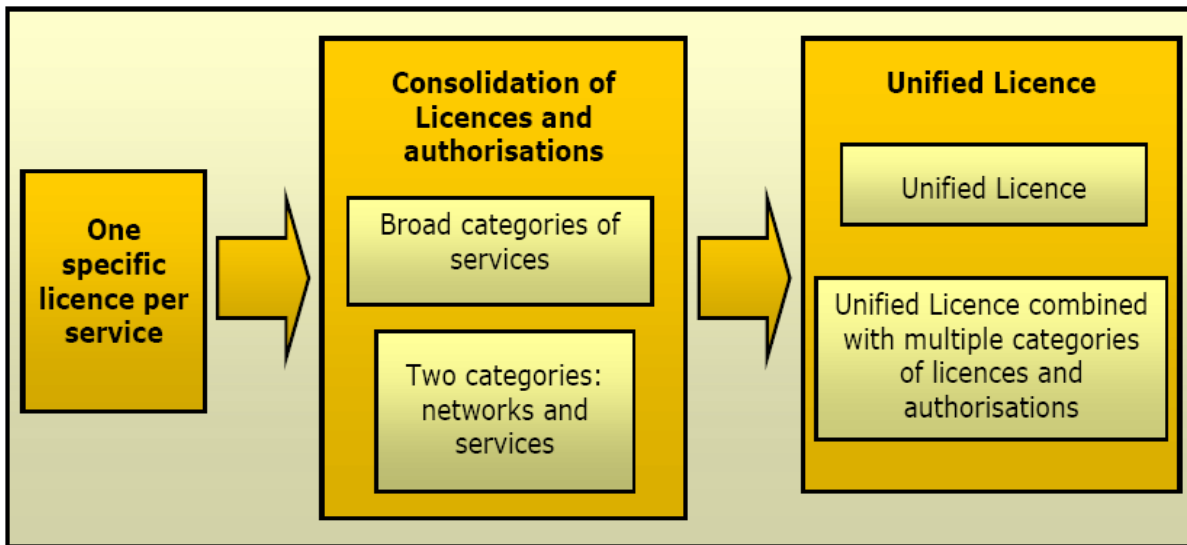 One
specific
licence per
service
Consolidation of
Licences and
authorisations
Broad categories of
services
Two categories:
networks and
services
Unified Licence
Unified Licence
Unified Licence combined
with multiple categories
of licences and
authorisations